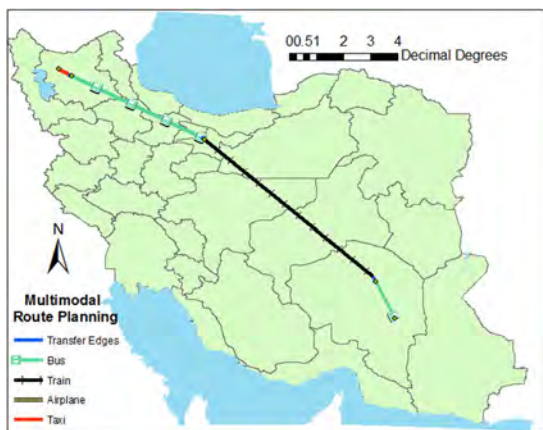 00.51 2 3 4
Decimal Degrees
N
Multimodal
Route Planning
Transfer Edges
Bus
Train
Airplane
Taxi